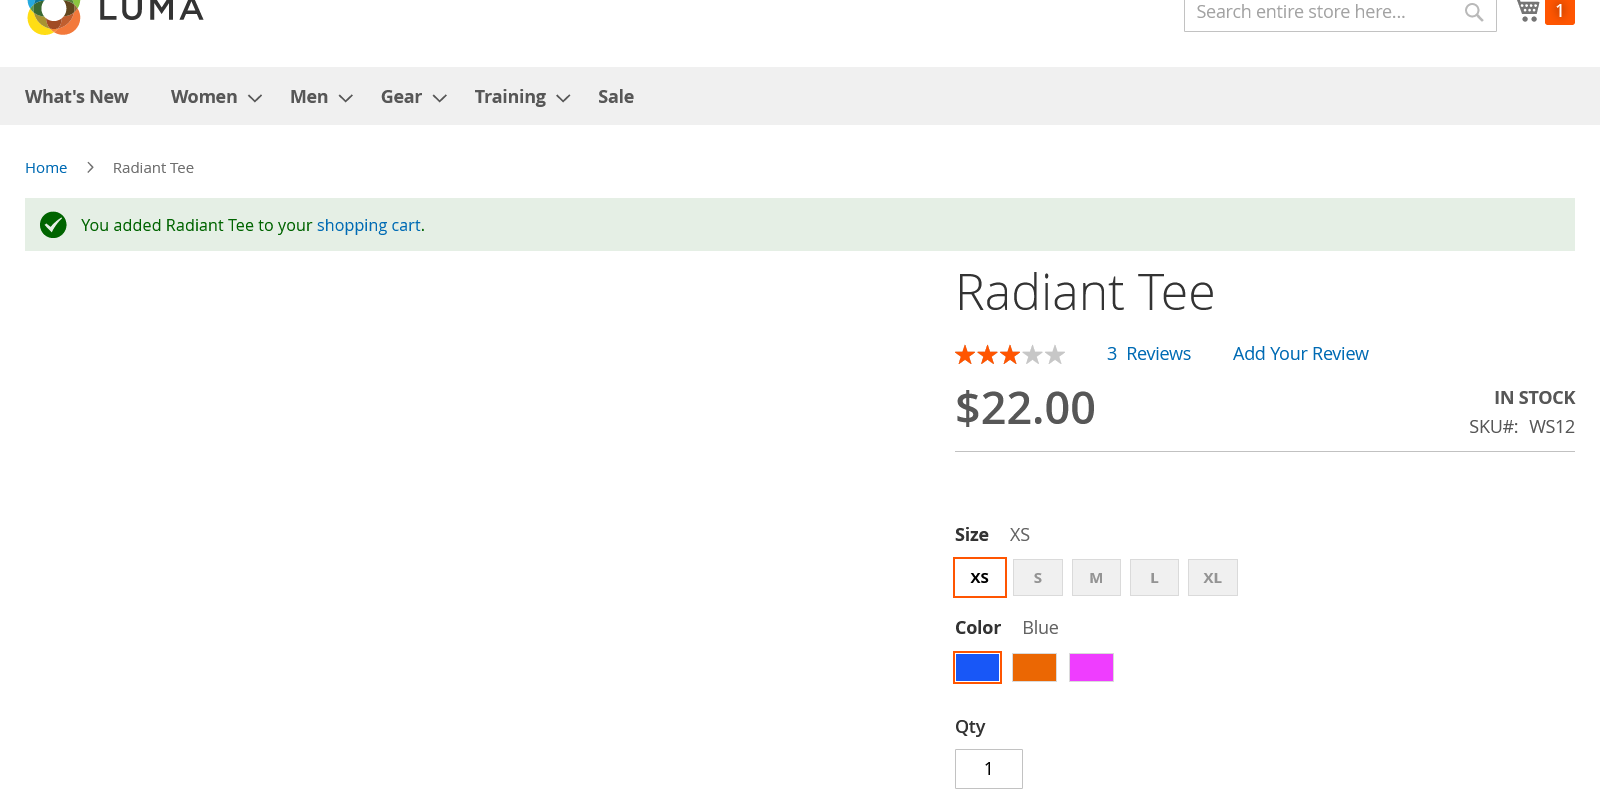 LUMA
Search entire store here...
1
What's New Women Men Gear Training Sale
Home Radiant Tee
You added Radiant Tee to your shopping cart.
Radiant Tee
3 Reviews Add Your Review
$22.00
IN STOCK
SKU#: WS12
Size XS
XS S M L XL
Color Blue
Qty
1